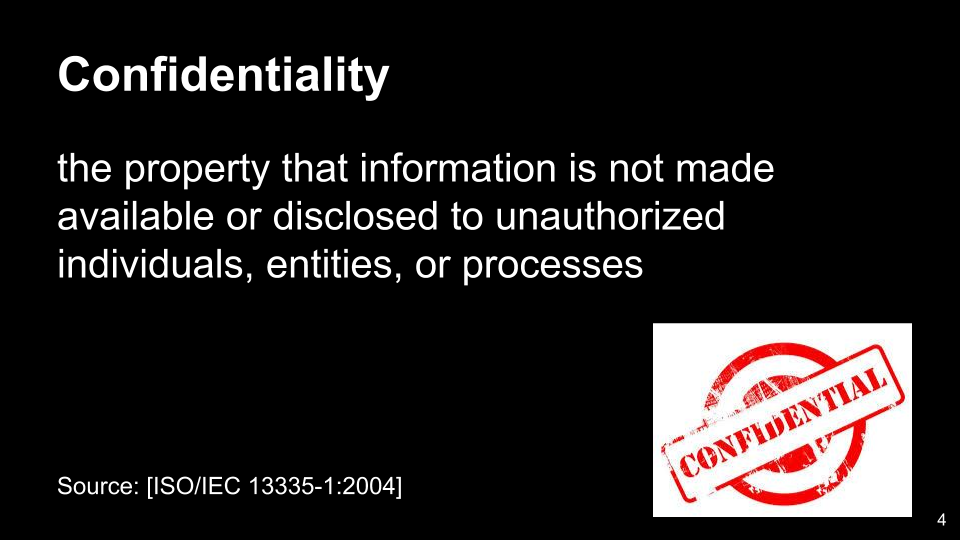 Confidentiality
the property that information is not made
available or disclosed to unauthorized
individuals, entities, or processes
CONFIDENTIAL
Source: [ISO/IEC 13335-1:2004]
4